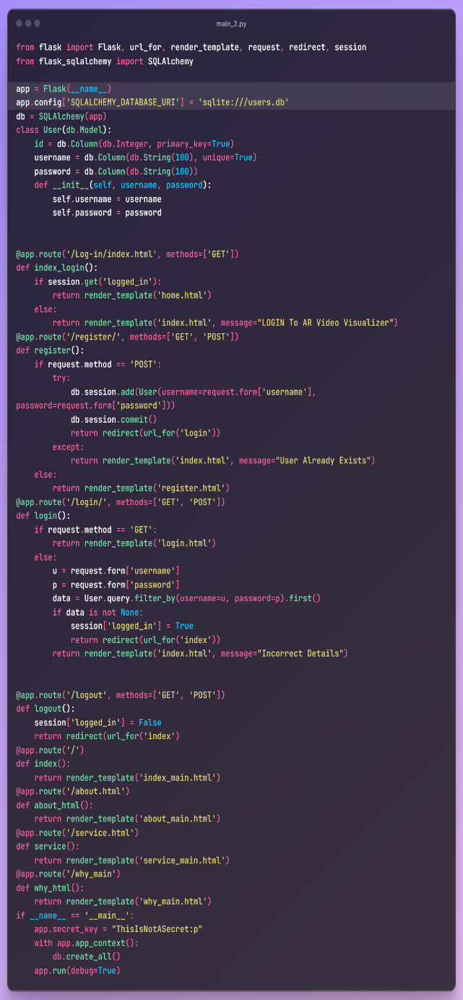 main_2.py
from flask import Flask, url_for, render_template, request, redirect, session
from flask_sqlalchemy import SQLAlchemy
app = Flask(__name__)
app.config['SQLALCHEMY_DATABASE_URI'] = 'sqlite:///users.db'
db = SQLAlchemy(app)
class User(db.Model):
    id = db.Column(db.Integer, primary_key=True)
    username = db.Column(db.String(100), unique=True)
    password = db.Column(db.String(100))
    def __init__(self, username, password):
        self.username = username
        self.password = password
@app.route('/Log-in/index.html', methods=['GET'])
def index_login():
    if session.get('logged_in'):
        return render_template('home.html')
    else:
        return render_template('index.html', message="LOGIN To AR Video Visualizer")
@app.route('/register/', methods=['GET', 'POST'])
def register():
    if request.method == 'POST':
        try:
            db.session.add(User(username=request.form['username'],
password=request.form['password']))
            db.session.commit()
            return redirect(url_for('login'))
        except:
            return render_template('index.html', message="User Already Exists")
    else:
        return render_template('register.html')
@app.route('/login/', methods=['GET', 'POST'])
def login():
    if request.method == 'GET':
        return render_template('login.html')
    else:
        u = request.form['username']
        p = request.form['password']
        data = User.query.filter_by(username=u, password=p).first()
        if data is not None:
            session['logged_in'] = True
            return redirect(url_for('index'))
        return render_template('index.html', message="Incorrect Details")
@app.route('/logout', methods=['GET', 'POST'])
def logout():
    session['logged_in'] = False
    return redirect(url_for('index')
@app.route('/')
def index():
    return render_template('index_main.html')
@app.route('/about.html')
def about_html():
    return render_template('about_main.html')
@app.route('/service.html')
def service():
    return render_template('service_main.html')
@app.route('/why_main')
def why_html():
    return render_template('why_main.html')
if __name__ == '__main__':
    app.secret_key = "ThisIsNotASecret:p"
    with app.app_context():
        db.create_all()
    app.run(debug=True)